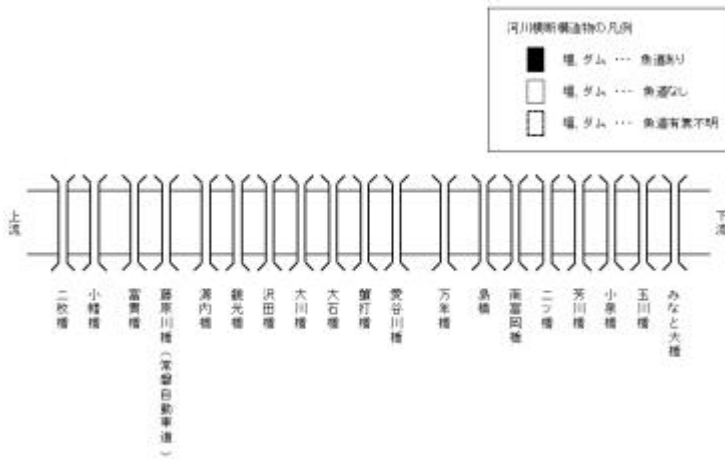 河川横断構造物の凡例
堰、ダム ・・・ 魚道あり
堰、ダム ・・・ 魚道なし
堰、ダム ・・・ 魚道有無不明
上流
下流
二枚橋
小幡橋
富貴橋
藤原川橋(常磐自動車道)
溝内橋
観光橋
沢田橋
大川橋
大石橋
蟹打橋
愛谷川橋
万年橋
島橋
南富岡橋
二ツ橋
芳川橋
小泉橋
玉川橋
みなと大橋